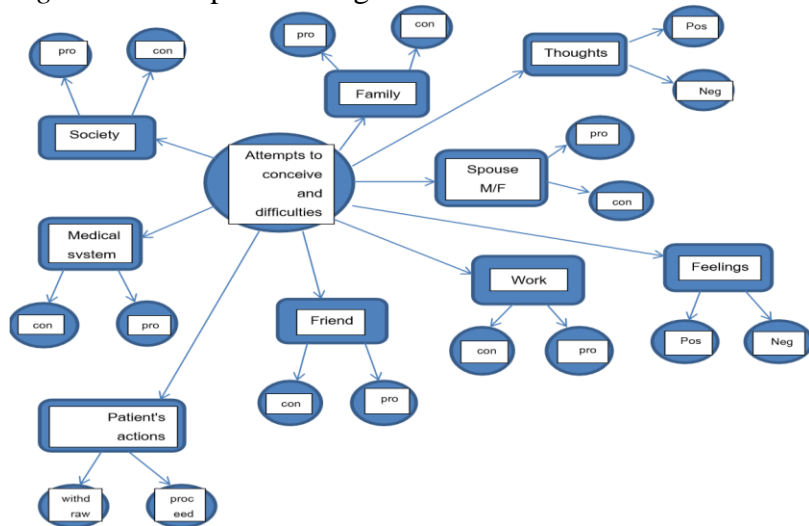 pro
con
pro
con
Pos
Thoughts
Neg
Family
Society
Attempts to
conceive
and
difficulties
pro
Spouse
M/F
con
Medical
system
con
pro
Friend
con
pro
Work
con
pro
Feelings
Pos
Neg
Patient's
actions
withd
raw
proc
eed